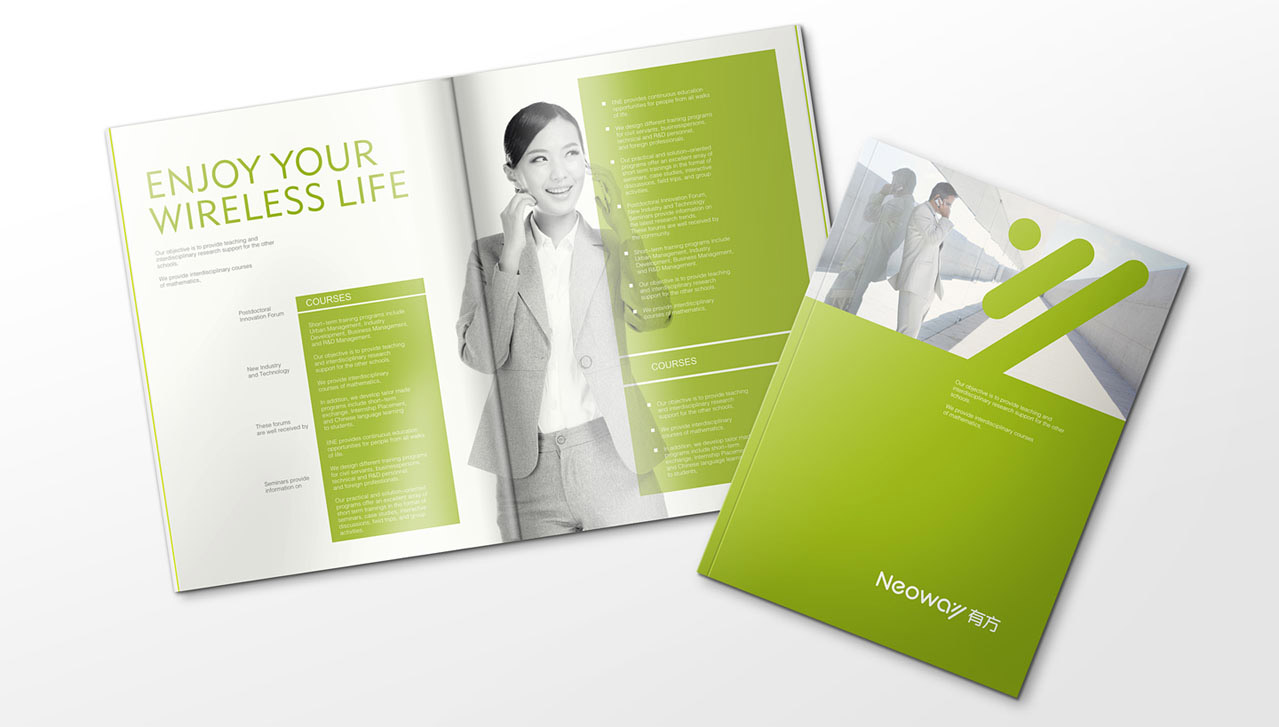 ENJOY YOUR
WIRELESS LIFE
Our objective is to provide teaching and
interdisciplinary research support for the other
schools.
We provide interdisciplinary courses
of mathematics.
Postdoctoral
Innovation Forum
New Industry
and Technology
These forums
are well received by
Seminars provide
information on
COURSES
Short-term training programs include
Urban Management, Industry
Development, Business Management,
and R&D Management.
Our objective is to provide teaching
and interdisciplinary research
support for the other schools.
We provide interdisciplinary
courses of mathematics.
In addition, we develop tailor made
programs include short-term
exchange, Internship Placement,
and Chinese language learning
to students.
IINE provides continuous education
opportunities for people from all walks
of life.
We design different training programs
for civil servants, businesspersons,
technical and R&D personnel,
and foreign professionals.
Our practical and solution-oriented
programs offer an excellent array of
short term trainings in the format of
seminars, case studies, interactive
discussions, field trips, and group
activities.
IINE provides continuous education
opportunities for people from all walks
of life.
We design different training programs
for civil servants, businesspersons,
technical and R&D personnel,
and foreign professionals.
Our practical and solution-oriented
programs offer an excellent array of
short term trainings in the format of
seminars, case studies, interactive
discussions, field trips, and group
activities.
Postdoctoral Innovation Forum,
New Industry and Technology
Seminars provide information on
the latest research trends.
These forums are well received by
the community.
Short-term training programs include
Urban Management, Industry
Development, Business Management,
and R&D Management.
Our objective is to provide teaching
and interdisciplinary research
support for the other schools.
We provide interdisciplinary
courses of mathematics.
COURSES
Our objective is to provide teaching
and interdisciplinary research
support for the other schools.
We provide interdisciplinary
courses of mathematics.
In addition, we develop tailor mad
programs include short-term
exchange, Internship Placemen
and Chinese language learnin
to students.
Our objective is to provide teaching and
interdisciplinary research support for the other
schools.
We provide interdisciplinary courses
of mathematics.
Neoway 有方